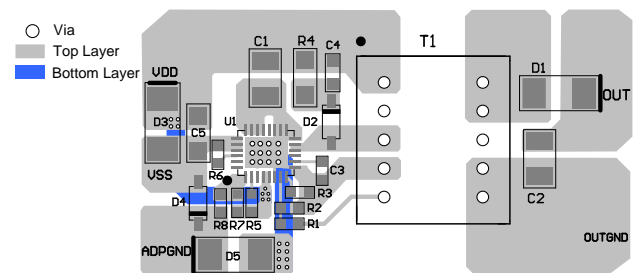 Via
Top Layer
Bottom Layer
VDD
C1
R4
C4
T1
D1
OUT
D3
C5
U1
D2
VSS
R6
C3
C2
D4
R3
R2
R8
R7
R5
R1
ADPGND
D5
OUTGND